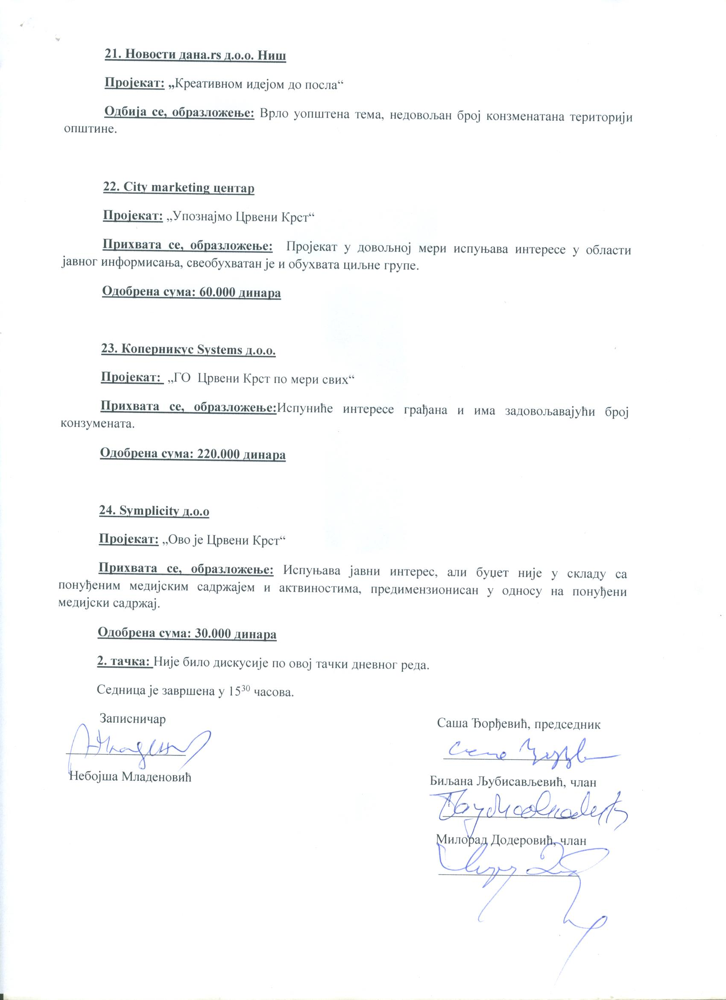 21. Новости дана.rs д.о.о. Ниш
Пројекат: „Креативном идејом до посла“
Одбија се, образложење: Врло уопштена тема, недовољан број конзменатана територији
општине.
22. City marketing центар
Пројекат: „Упознајмо Црвени Крст“
Прихвата се, образложење: Пројекат у довољној мери испуњава интересе у области
јавног информисања, свеобухватан је и обухвата циљне групе.
Одобрена сума: 60.000 динара
23. Коперникус Systems д.о.о.
Пројекат: „ГО Црвени Крст по мери свих“
Прихвата се, образложење:Испуниће интересе грађана и има задовољавајући број
конзумената.
Одобрена сума: 220.000 динара
24. Symplicity д.о.о
Пројекат: „Ово је Црвени Крст“
Прихвата се, образложење: Испуњава јавни интерес, али буџет није у складу са
понуђеним медијским садржајем и актвиностима, предимензионисан у односу на понуђени
медијски садржај.
Одобрена сума: 30.000 динара
2. тачка: Није било дискусије по овој тачки дневног реда.
Седница је завршена у 15³⁰ часова.
Записничар
Небојша Младеновић
Саша Ђорђевић, председник
Биљана Љубисављевић, члан
Милорад Додеровић, члан